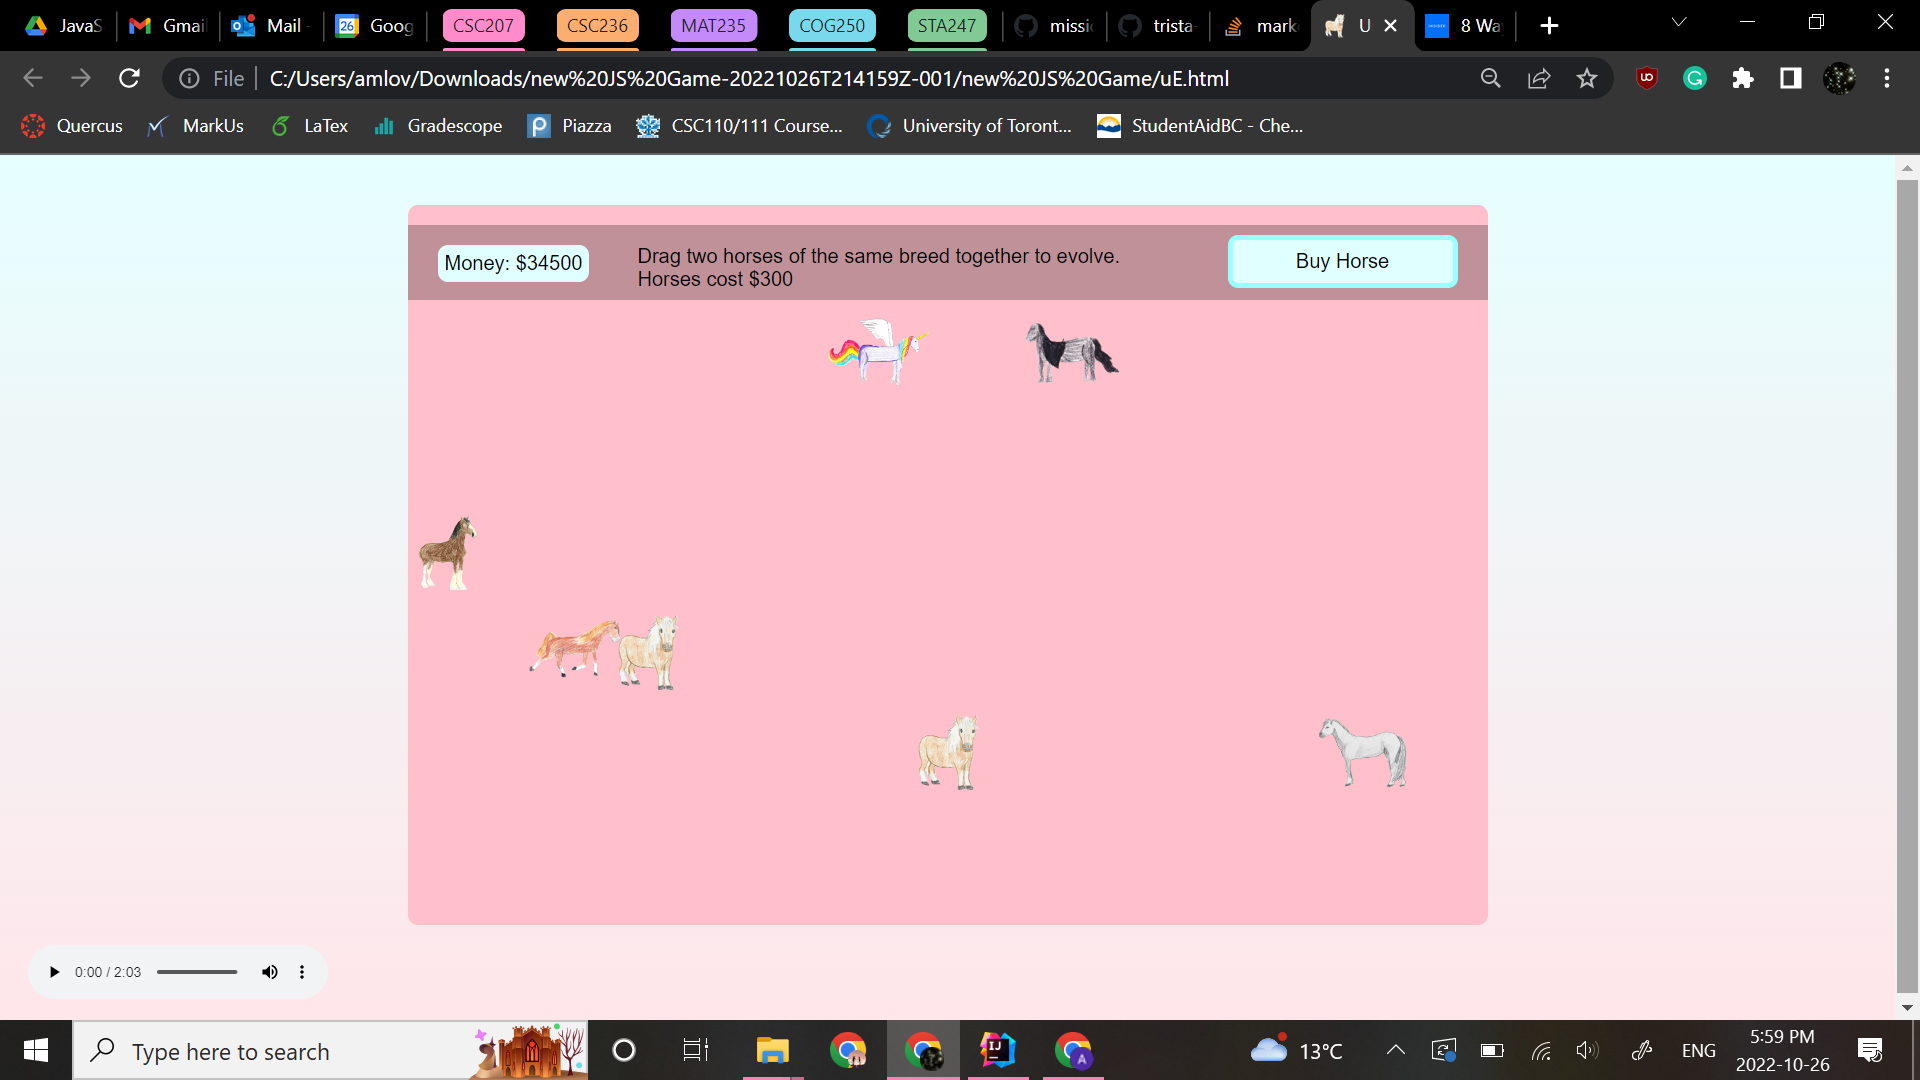 JavaS
Gmai
Mail
26
Goog
CSC207
CSC236
MAT235
COG250
STA247
missi
trista-
mark
U
8 Wa
File
C:/Users/amlov/Downloads/new%20JS%20Game-20221026T214159Z-001/new%20JS%20Game/uE.html
Quercus
MarkUs
LaTex
Gradescope
Piazza
CSC110/111 Course...
University of Toront...
StudentAidBC - Che...
Money: $34500
Drag two horses of the same breed together to evolve.
Horses cost $300
Buy Horse
0:00 / 2:03
Type here to search
IJ
A
13°C
ENG
5:59 PM
2022-10-26